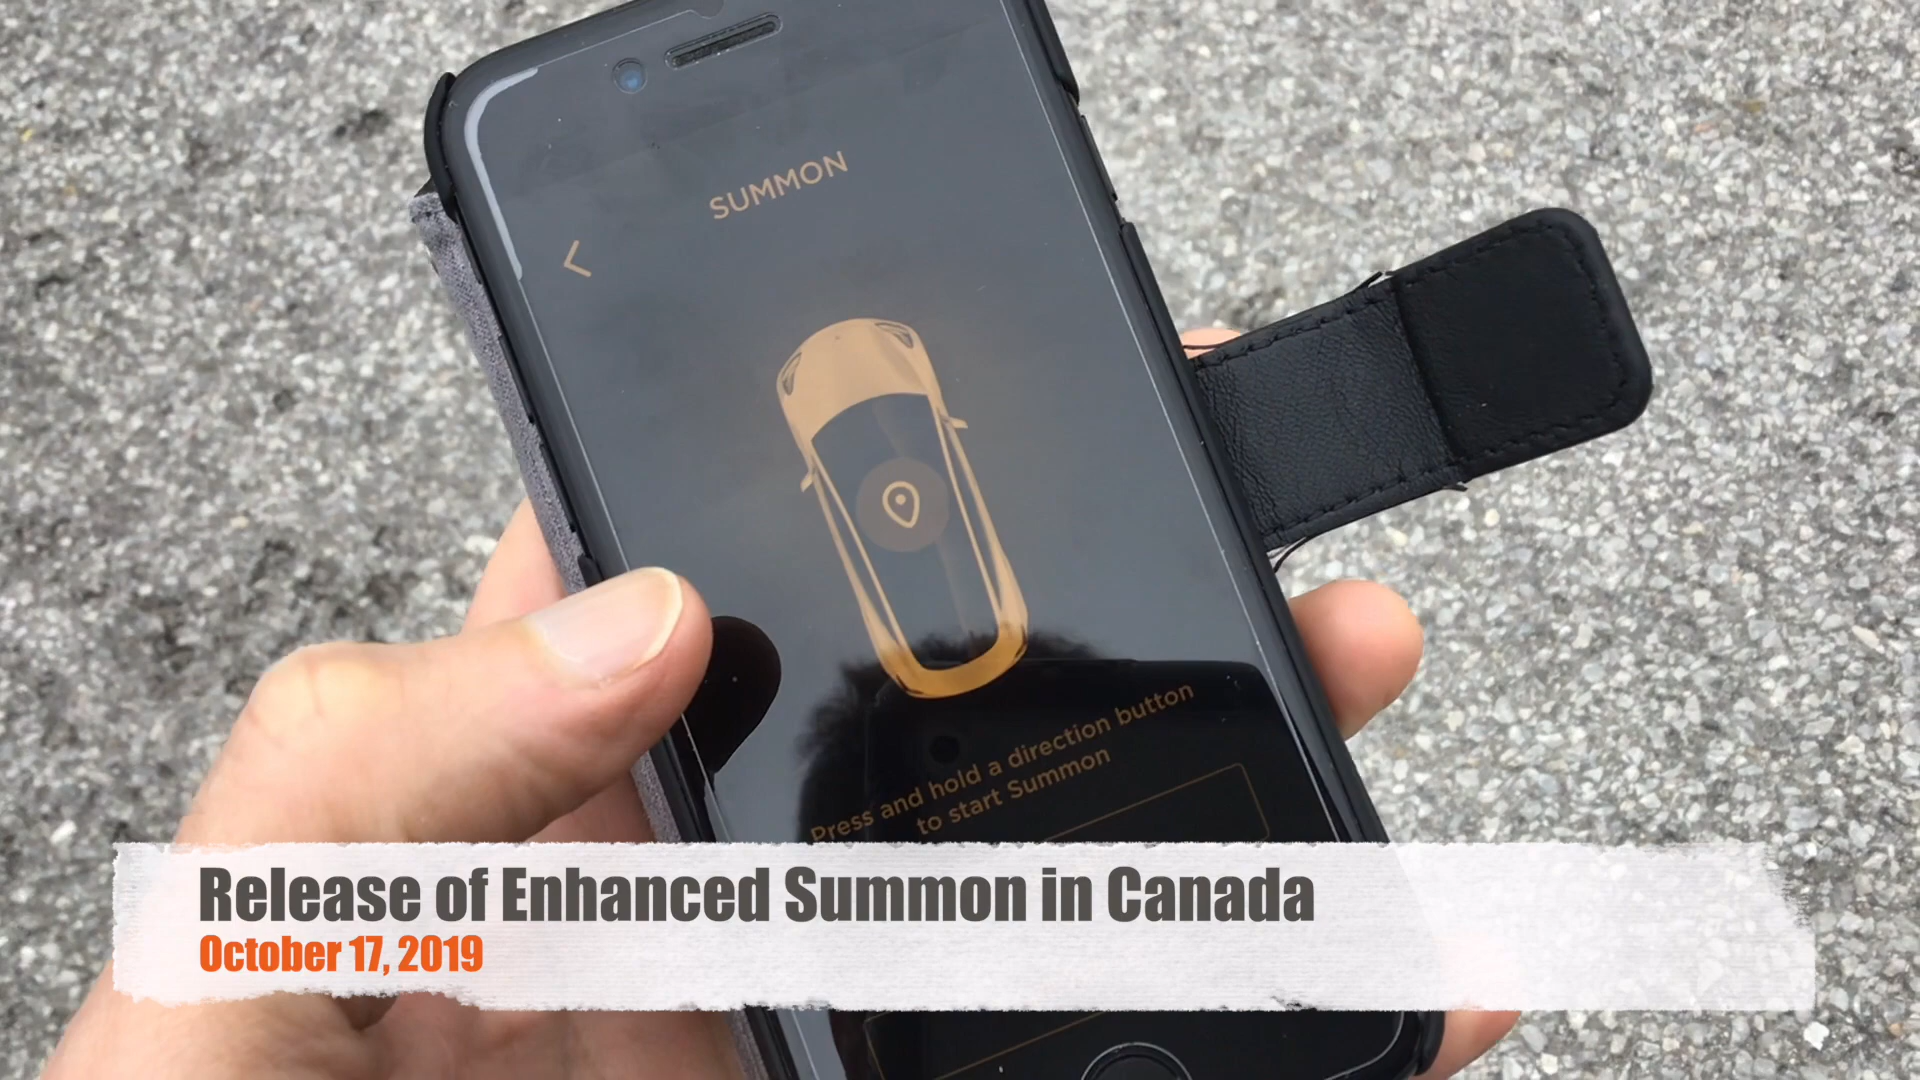 SUMMON
Press and hold a direction button
to start Summon
Release of Enhanced Summon in Canada
October 17, 2019